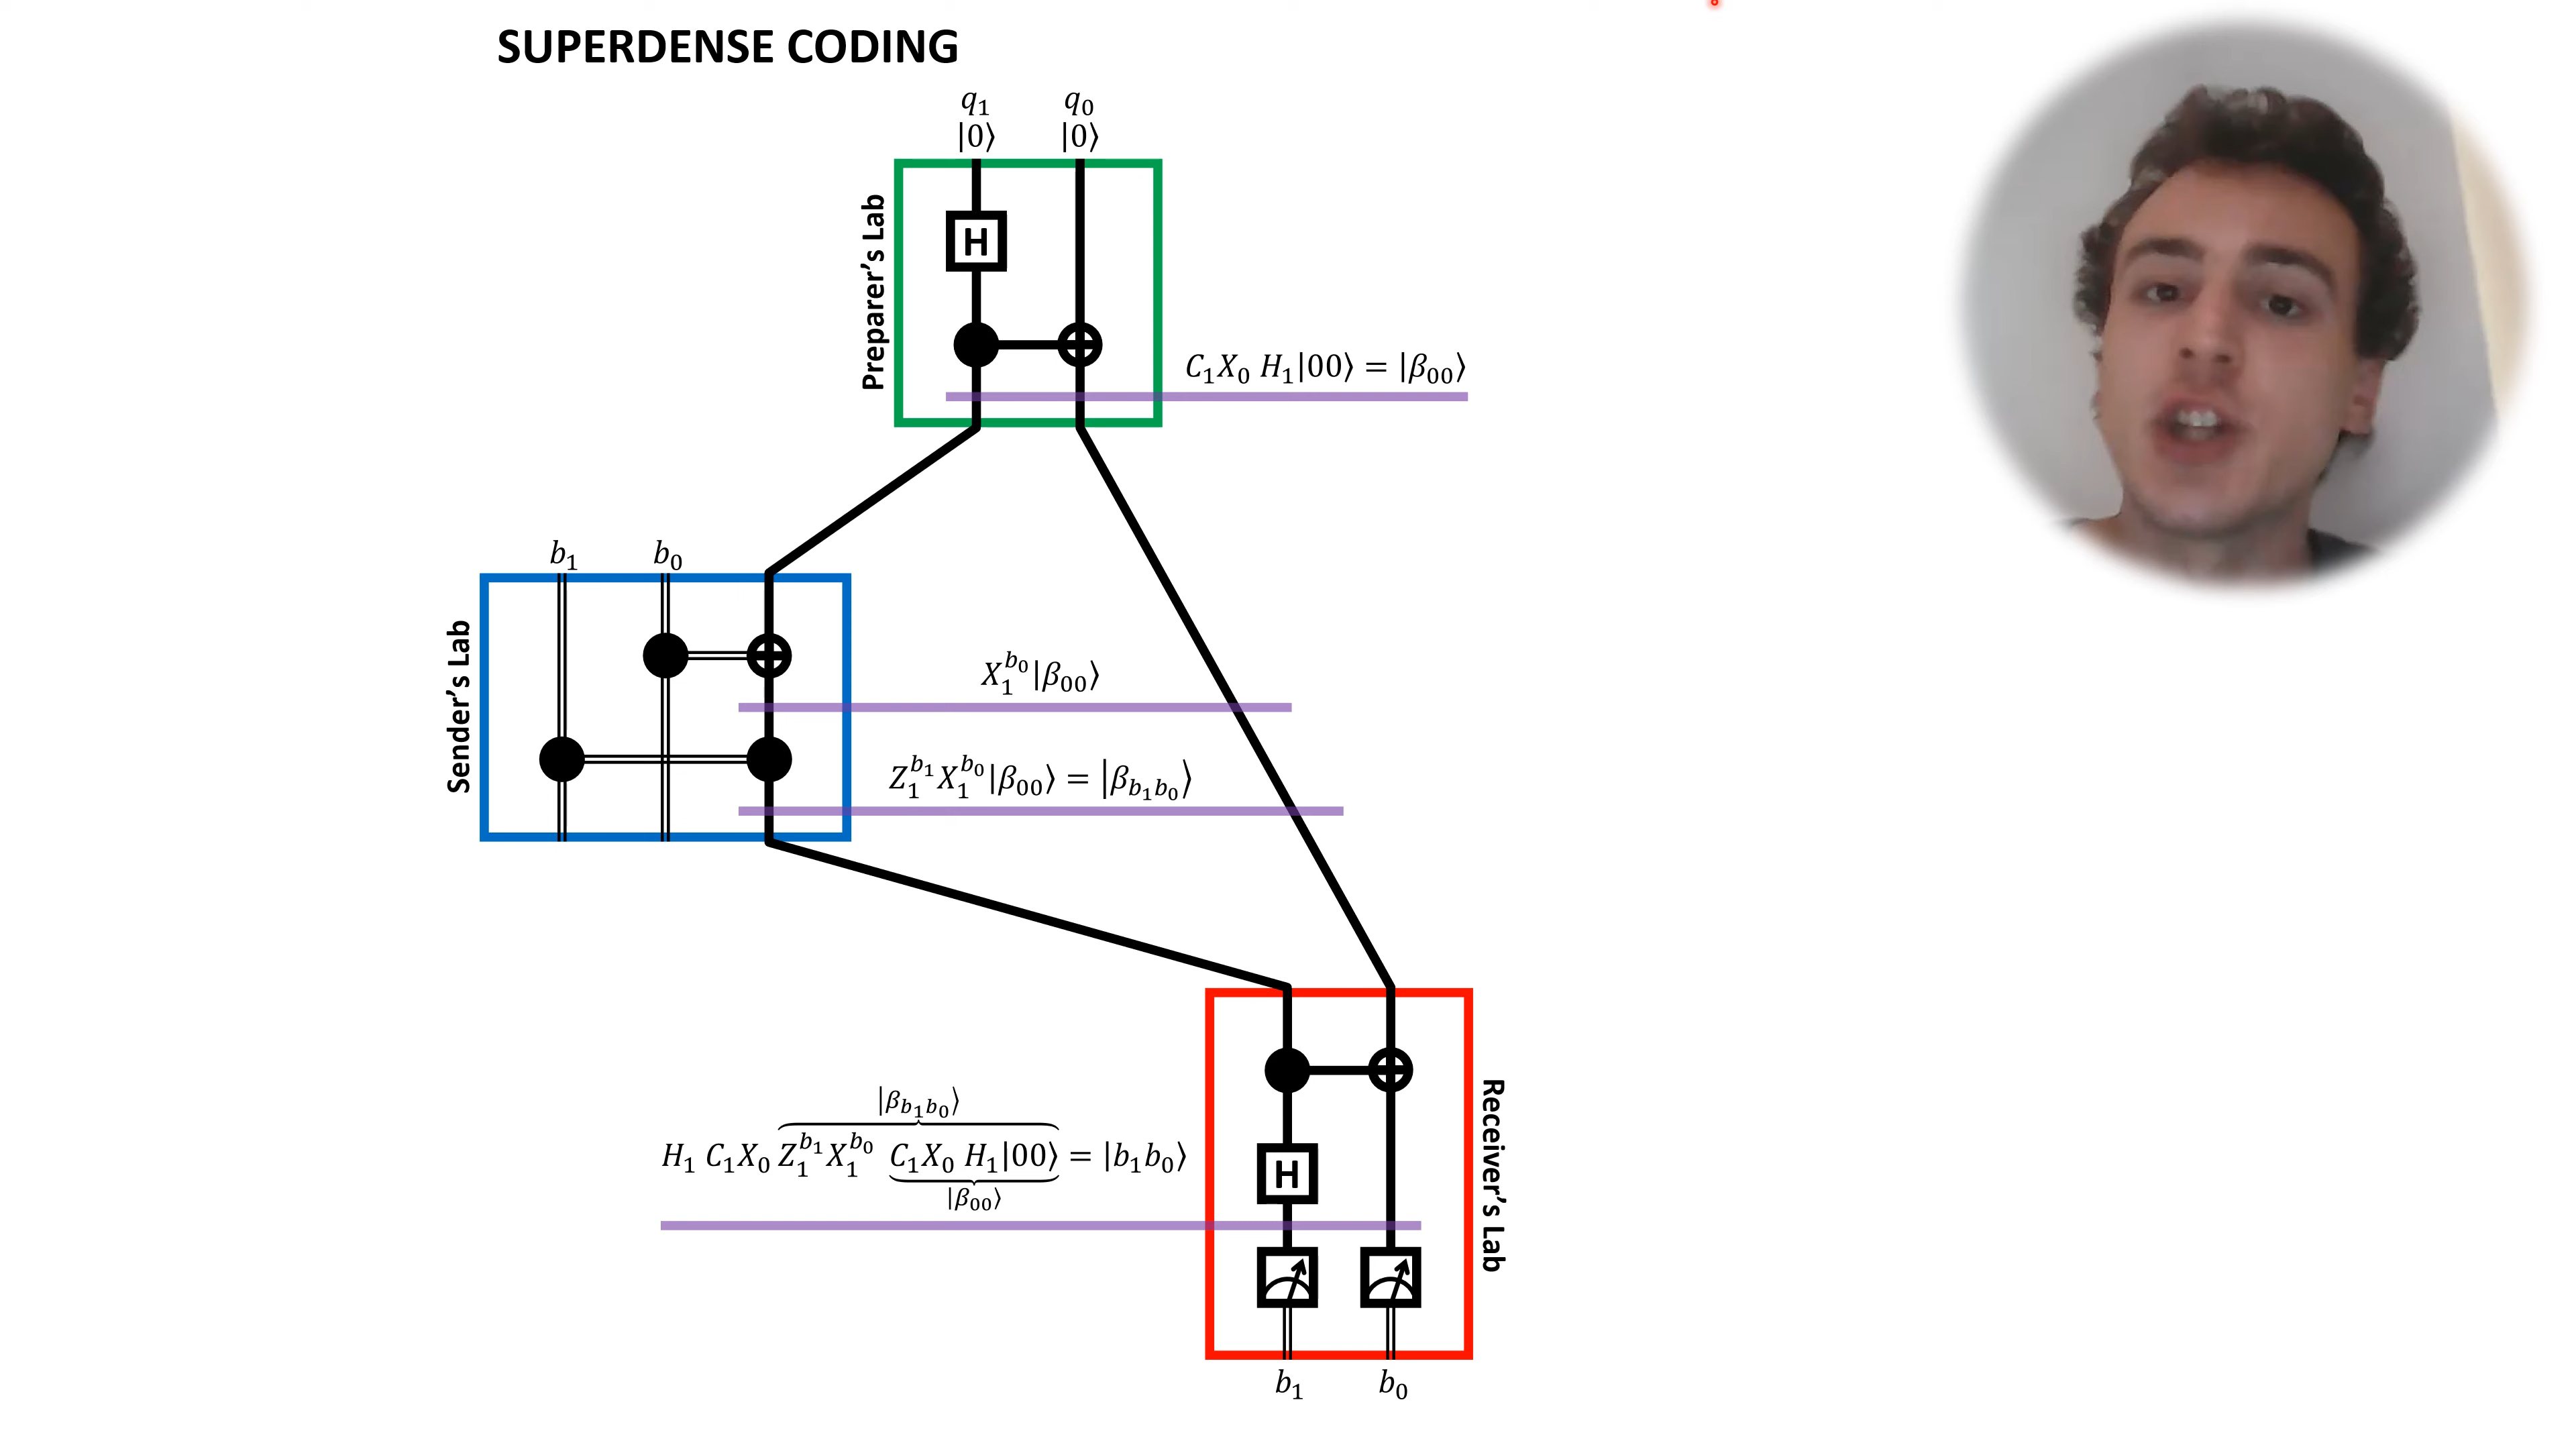 SUPERDENSE CODING
q₁ q₀
|0⟩ |0⟩
Preparer's Lab
H
C₁X₀ H₁|00⟩ = |β₀₀⟩
b₁ b₀
Sender's Lab
X₁^{b₀}|β₀₀⟩
Z₁^{b₁}X₁^{b₀}|β₀₀⟩ = |β_{b₁b₀}⟩
Receiver's Lab
|β_{b₁b₀}⟩
H₁ C₁X₀ Z₁^{b₁}X₁^{b₀} C₁X₀ H₁|00⟩ = |b₁b₀⟩
|β₀₀⟩
H
b₁ b₀